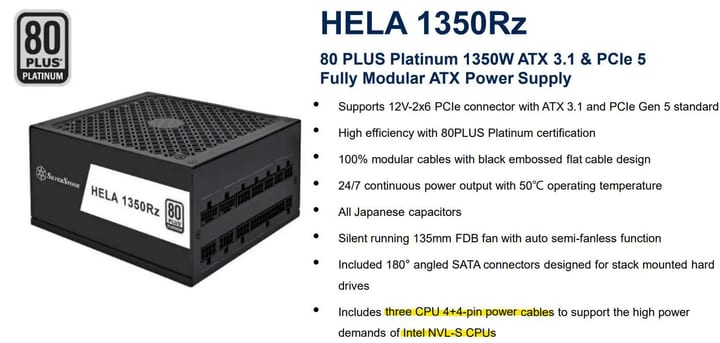 80
PLUS®
PLATINUM
HELA 1350Rz
80 PLUS Platinum 1350W ATX 3.1 & PCIe 5
Fully Modular ATX Power Supply
• Supports 12V-2x6 PCIe connector with ATX 3.1 and PCIe Gen 5 standard
• High efficiency with 80PLUS Platinum certification
• 100% modular cables with black embossed flat cable design
• 24/7 continuous power output with 50℃ operating temperature
• All Japanese capacitors
• Silent running 135mm FDB fan with auto semi-fanless function
• Included 180° angled SATA connectors designed for stack mounted hard
drives
• Includes three CPU 4+4-pin power cables to support the high power
demands of Intel NVL-S CPUs
SILVERSTONE
HELA 1350Rz
80
PLUS